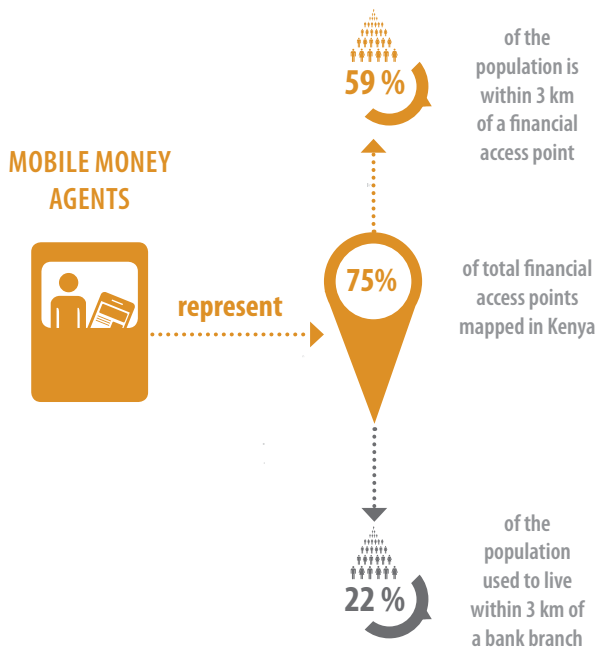 59 %
of the
population is
within 3 km
of a financial
access point
MOBILE MONEY
AGENTS
represent
75%
of total financial
access points
mapped in Kenya
22 %
of the
population
used to live
within 3 km of
a bank branch